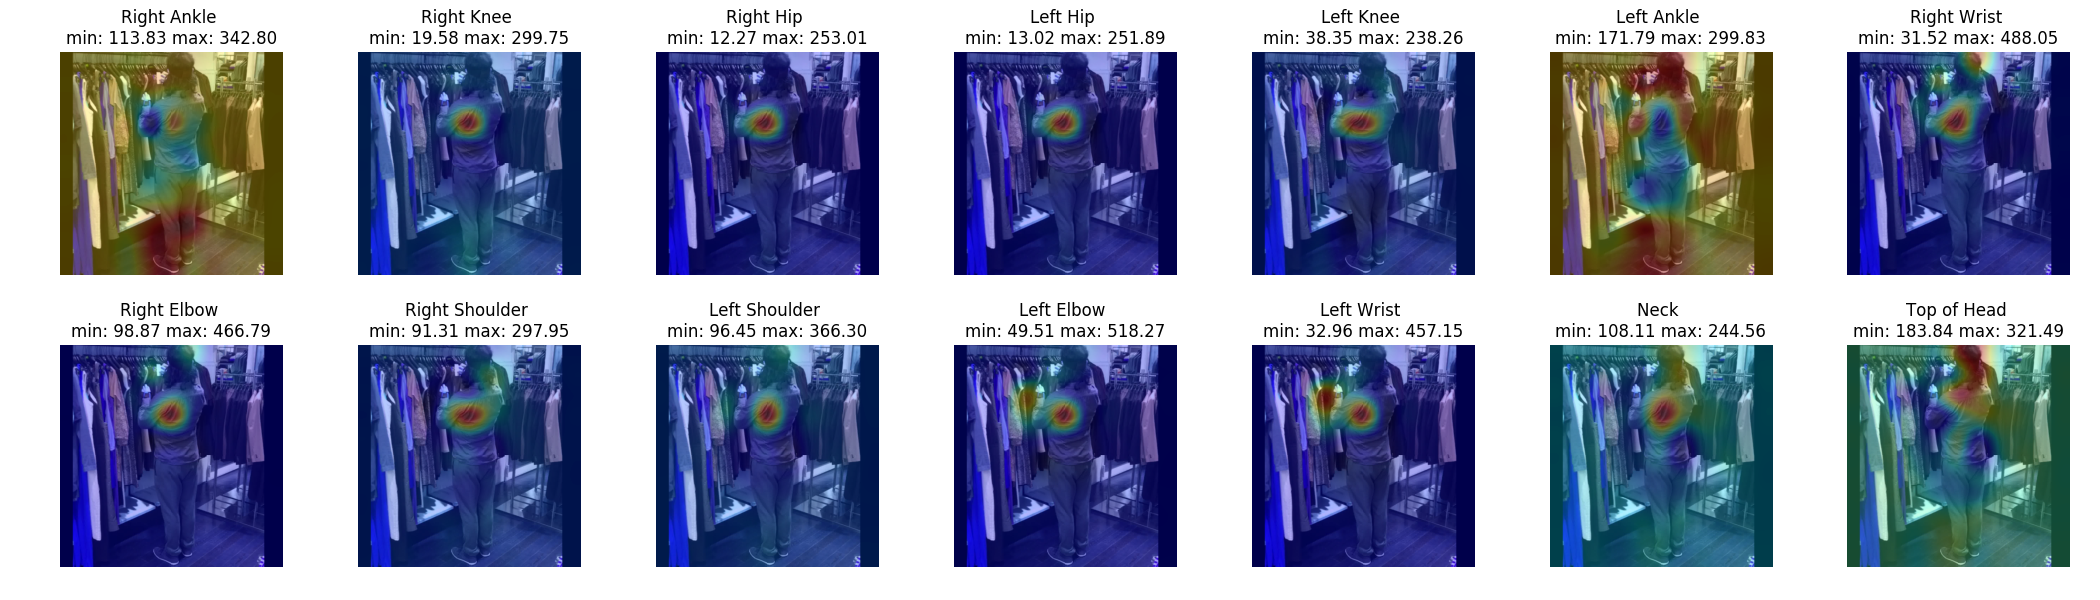 Right Ankle
min: 113.83 max: 342.80
Right Knee
min: 19.58 max: 299.75
Right Hip
min: 12.27 max: 253.01
Left Hip
min: 13.02 max: 251.89
Left Knee
min: 38.35 max: 238.26
Left Ankle
min: 171.79 max: 299.83
Right Wrist
min: 31.52 max: 488.05
Right Elbow
min: 98.87 max: 466.79
Right Shoulder
min: 91.31 max: 297.95
Left Shoulder
min: 96.45 max: 366.30
Left Elbow
min: 49.51 max: 518.27
Left Wrist
min: 32.96 max: 457.15
Neck
min: 108.11 max: 244.56
Top of Head
min: 183.84 max: 321.49